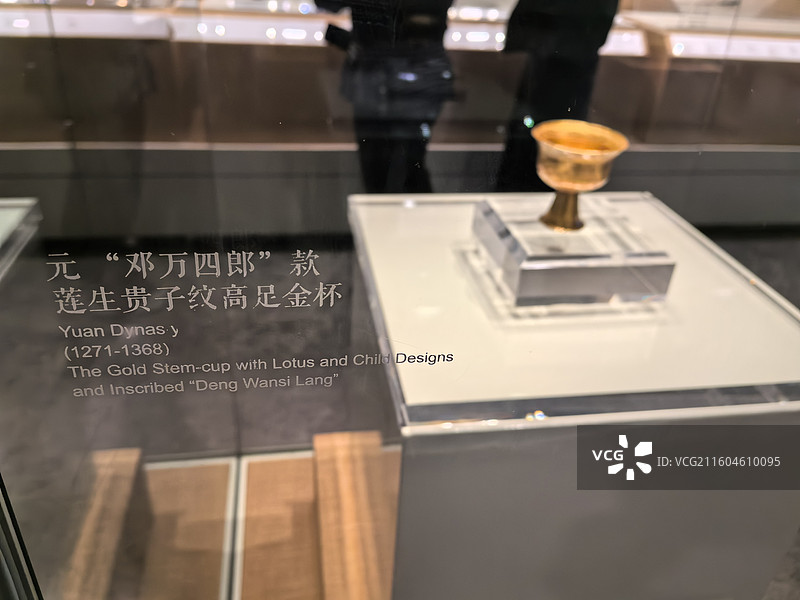 元 “邓万四郎” 款
莲生贵子纹高足金杯
Yuan Dynas y
(1271-1368)
The Gold Stem-cup with Lotus and Child Designs
and Inscribed “Deng Wansi Lang”
VCG
ID:VCG211604610095